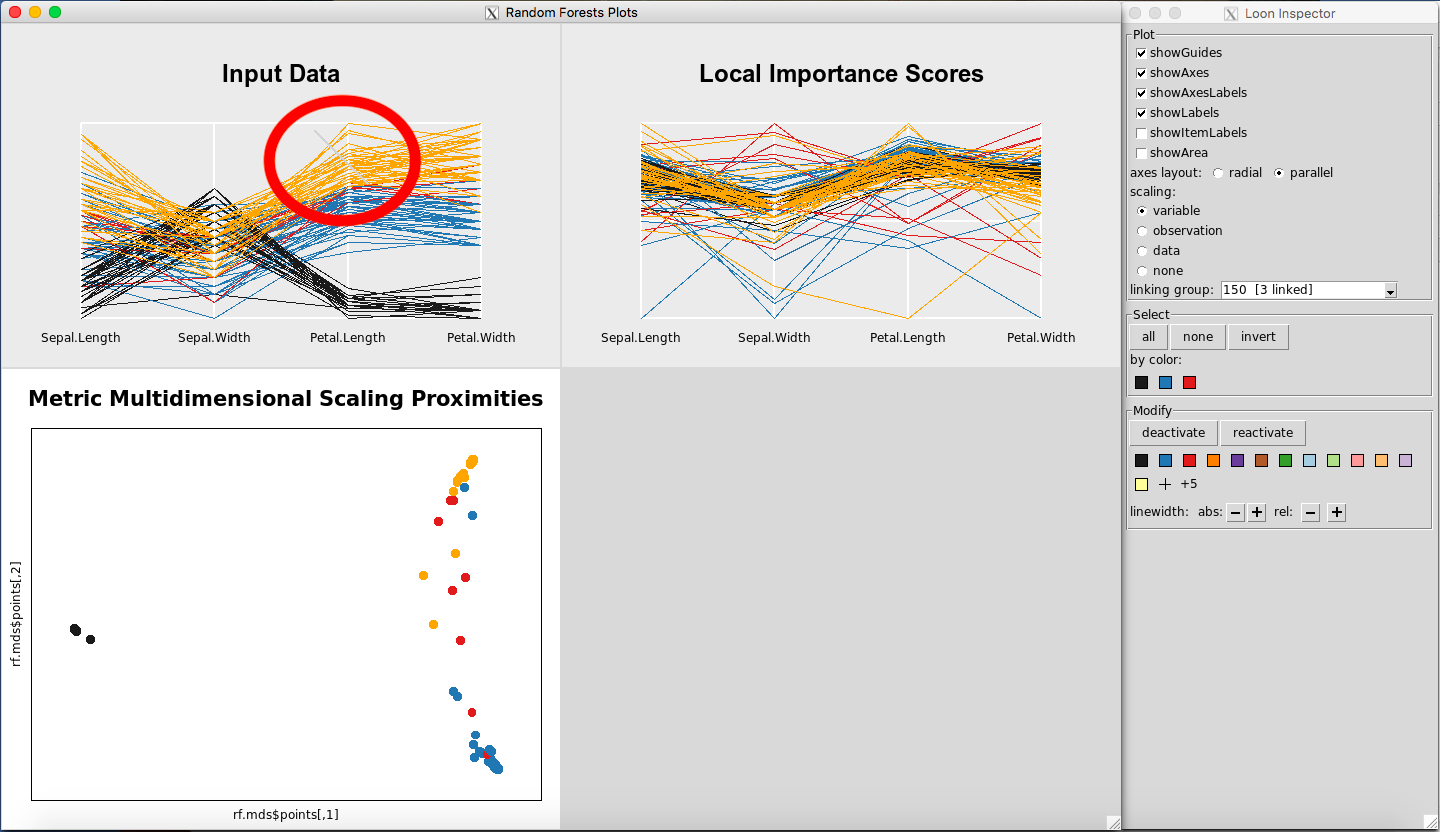 Random Forests Plots
Input Data
Sepal.Length Sepal.Width Petal.Length Petal.Width
Local Importance Scores
Sepal.Length Sepal.Width Petal.Length Petal.Width
Metric Multidimensional Scaling Proximities
rf.mds$points[,2]
rf.mds$points[,1]
Loon Inspector
Plot
showGuides
showAxes
showAxesLabels
showLabels
showItemLabels
showArea
axes layout: radial parallel
scaling:
variable
observation
data
none
linking group: 150 [3 linked]
Select
all none invert
by color:
Modify
deactivate reactivate
+5
linewidth: abs: − + rel: − +